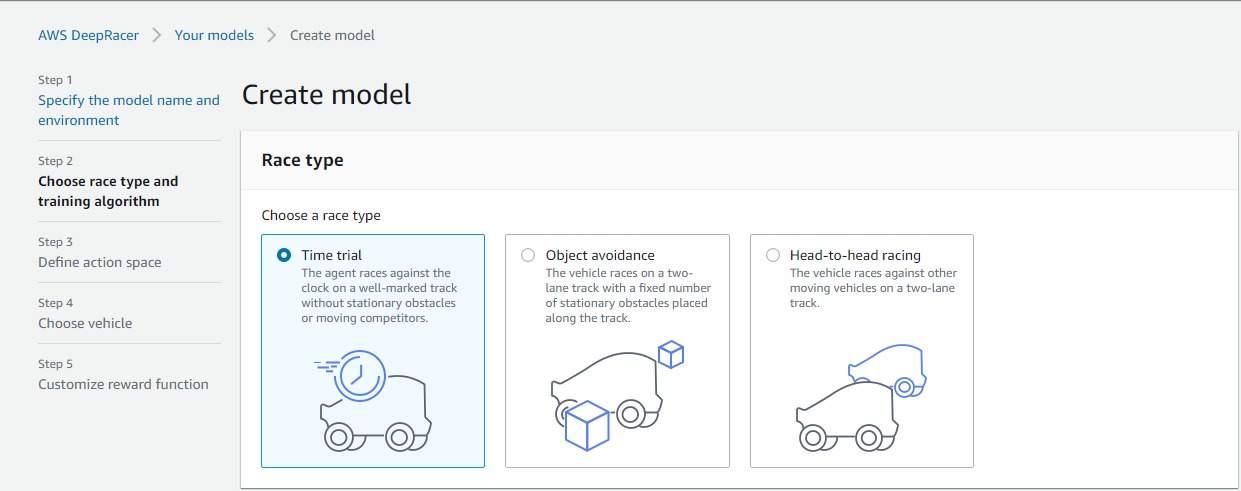 AWS DeepRacer > Your models > Create model
Step 1
Specify the model name and
environment
Step 2
Choose race type and
training algorithm
Step 3
Define action space
Step 4
Choose vehicle
Step 5
Customize reward function
Create model
Race type
Choose a race type
Time trial
The agent races against the
clock on a well-marked track
without stationary obstacles
or moving competitors.
Object avoidance
The vehicle races on a two-
lane track with a fixed number
of stationary obstacles placed
along the track.
Head-to-head racing
The vehicle races against other
moving vehicles on a two-lane
track.